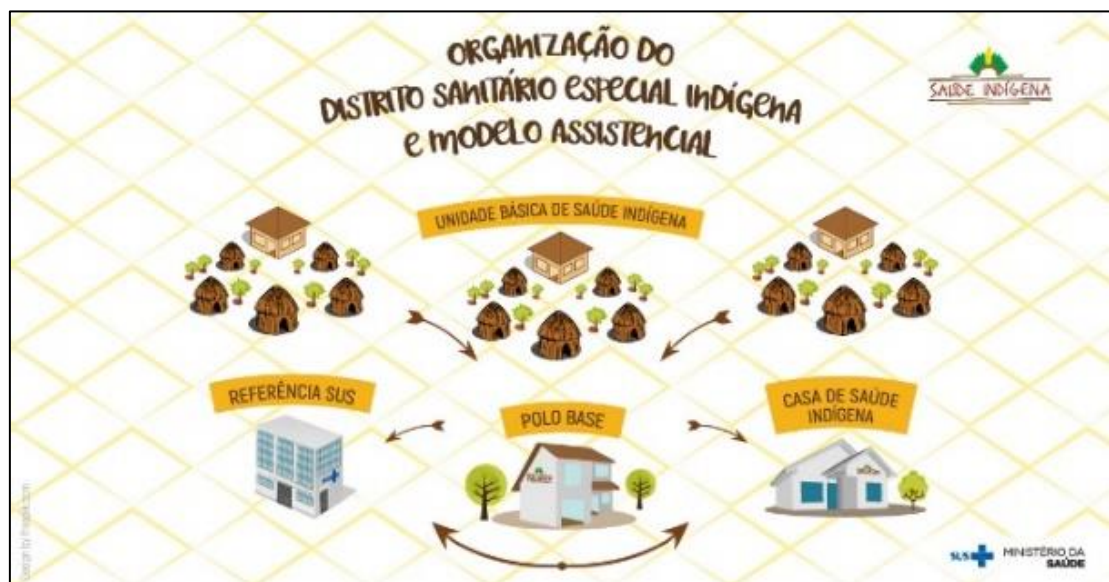 ORGANIZAÇÃO DO
DISTRITO SANITÁRIO ESPECIAL INDÍGENA
E MODELO ASSISTENCIAL
SAÚDE INDÍGENA
UNIDADE BÁSICA DE SAÚDE INDÍGENA
REFERÊNCIA SUS
POLO BASE
CASA DE SAÚDE
INDÍGENA
SUS
MINISTÉRIO DA
SAÚDE